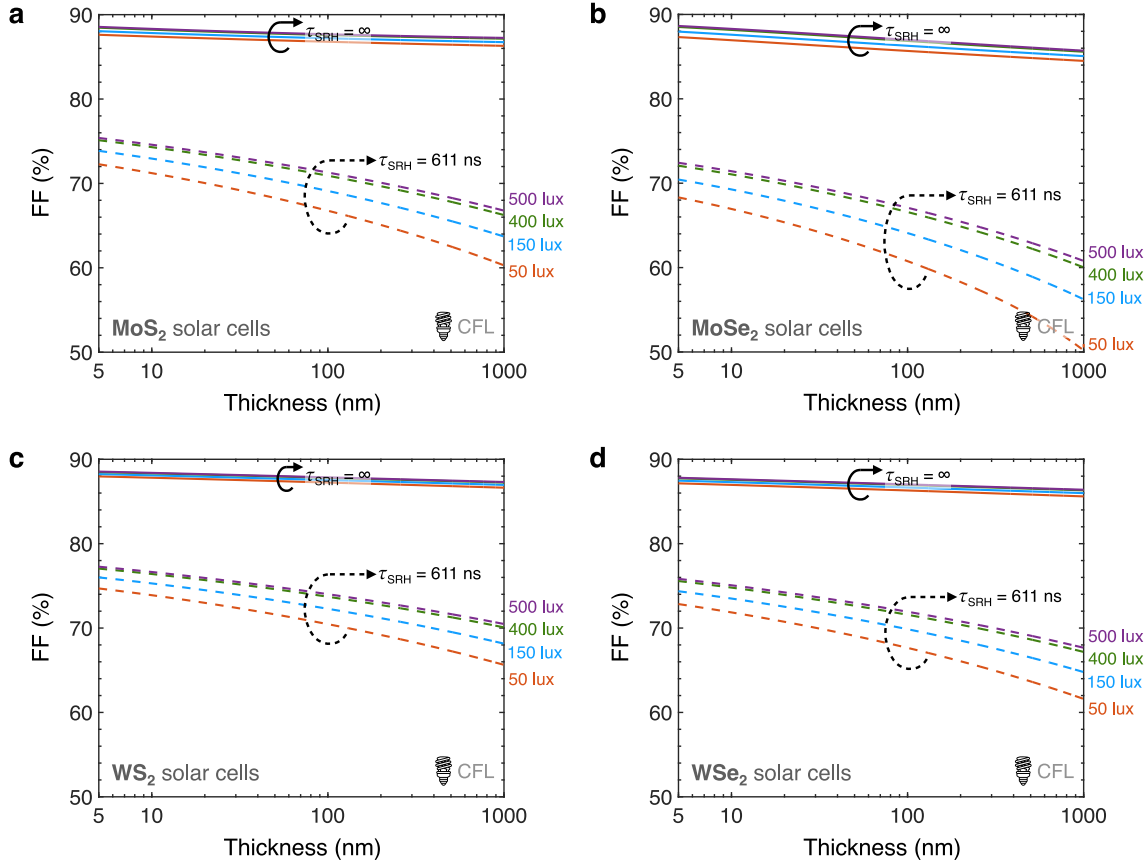 a
90
80
70
60
50
FF (%)
τSRH = ∞
τSRH = 611 ns
500 lux
400 lux
150 lux
50 lux
MoS2 solar cells
CFL
5
10
100
1000
Thickness (nm)
b
90
80
70
60
50
FF (%)
τSRH = ∞
τSRH = 611 ns
500 lux
400 lux
150 lux
50 lux
MoSe2 solar cells
CFL
5
10
100
1000
Thickness (nm)
c
90
80
70
60
50
FF (%)
τSRH = ∞
τSRH = 611 ns
500 lux
400 lux
150 lux
50 lux
WS2 solar cells
CFL
5
10
100
1000
Thickness (nm)
d
90
80
70
60
50
FF (%)
τSRH = ∞
τSRH = 611 ns
500 lux
400 lux
150 lux
50 lux
WSe2 solar cells
CFL
5
10
100
1000
Thickness (nm)